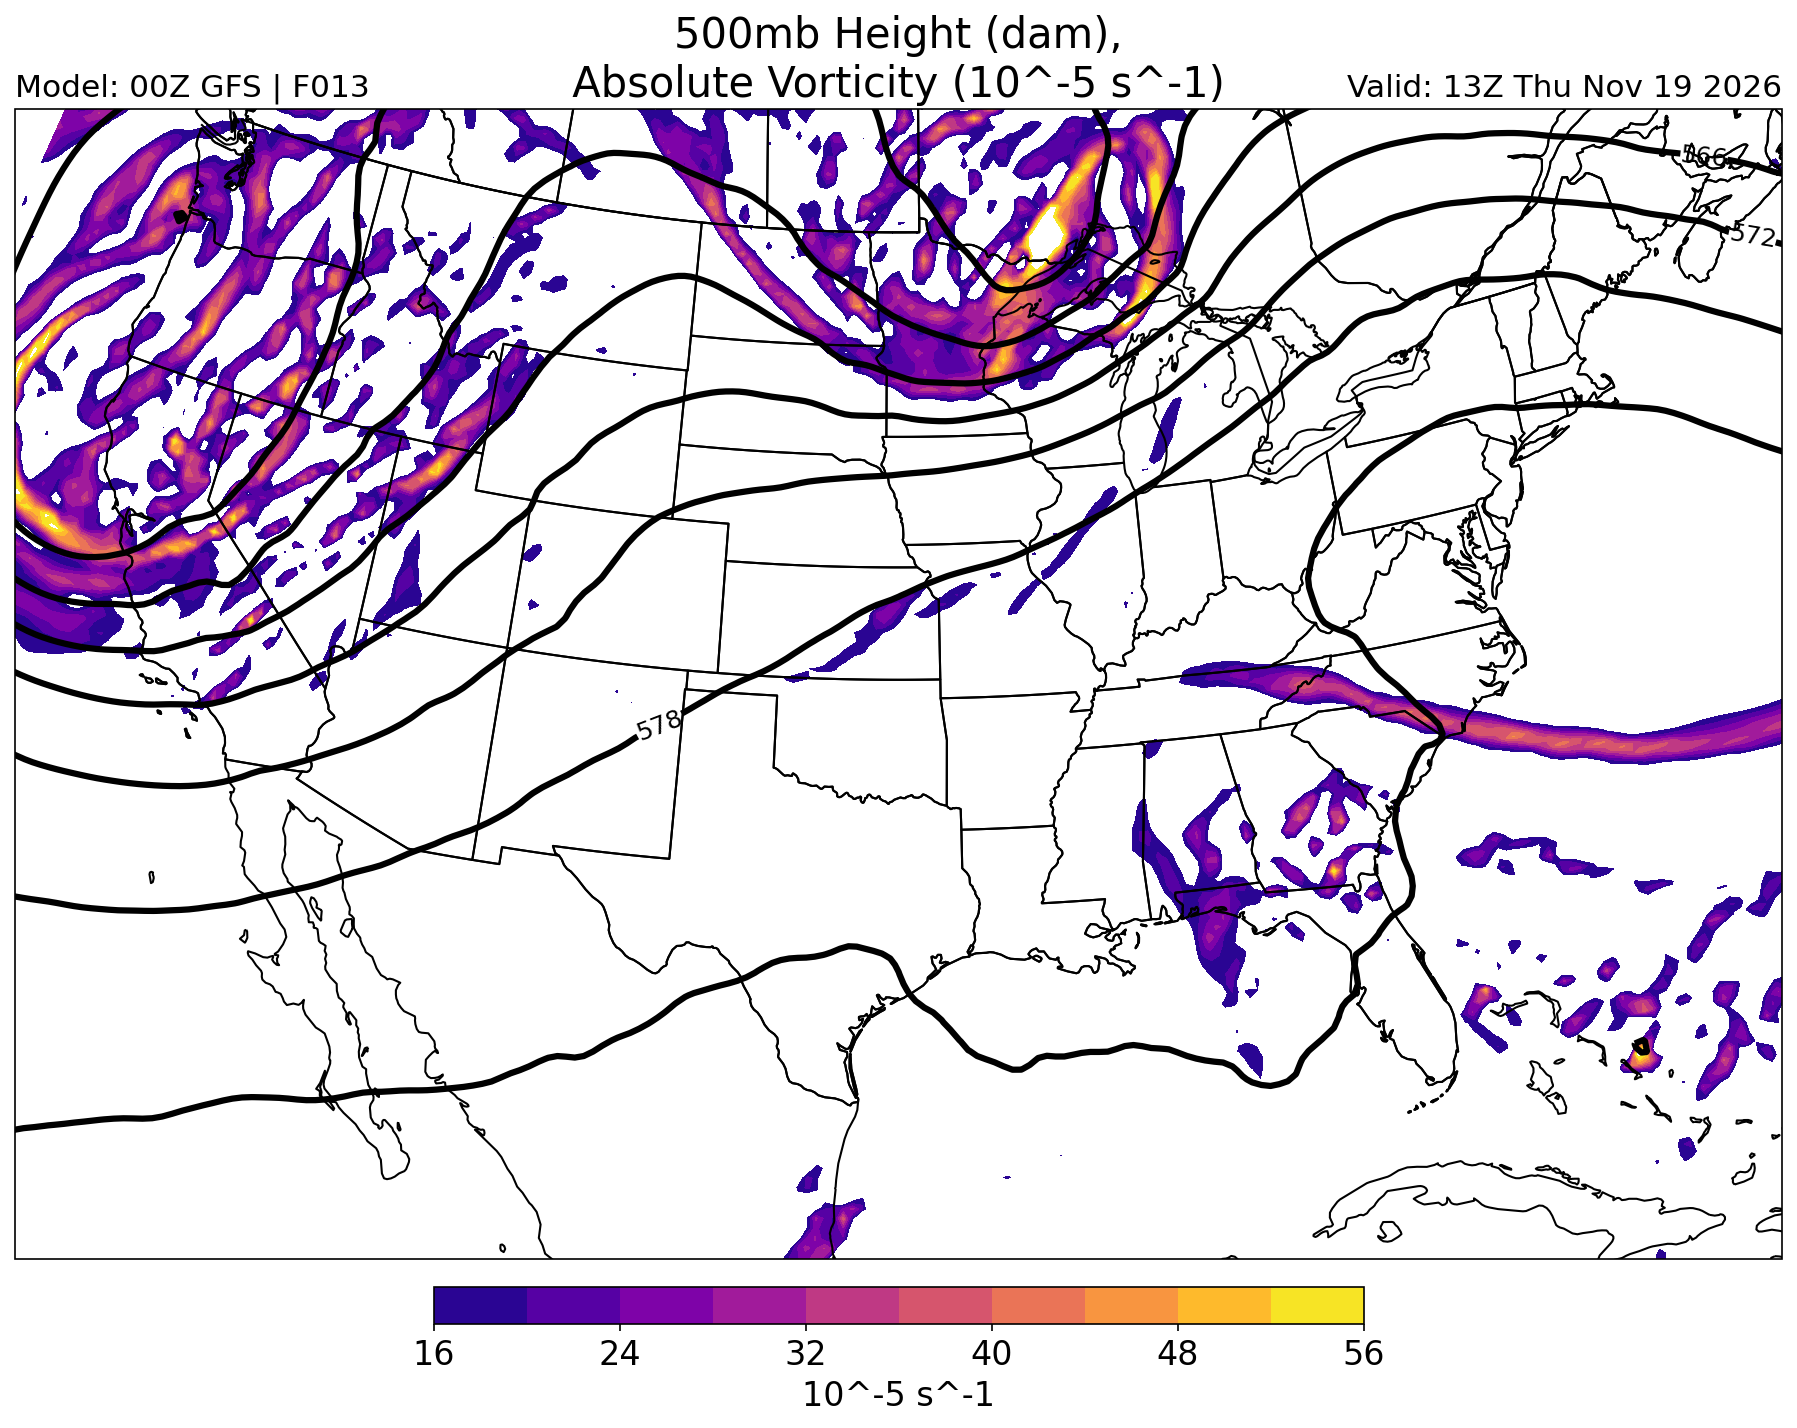 500mb Height (dam),
Absolute Vorticity (10^-5 s^-1)
Model: 00Z GFS | F013
Valid: 13Z Thu Nov 19 2026
566
572
578
16 24 32 40 48 56
10^-5 s^-1